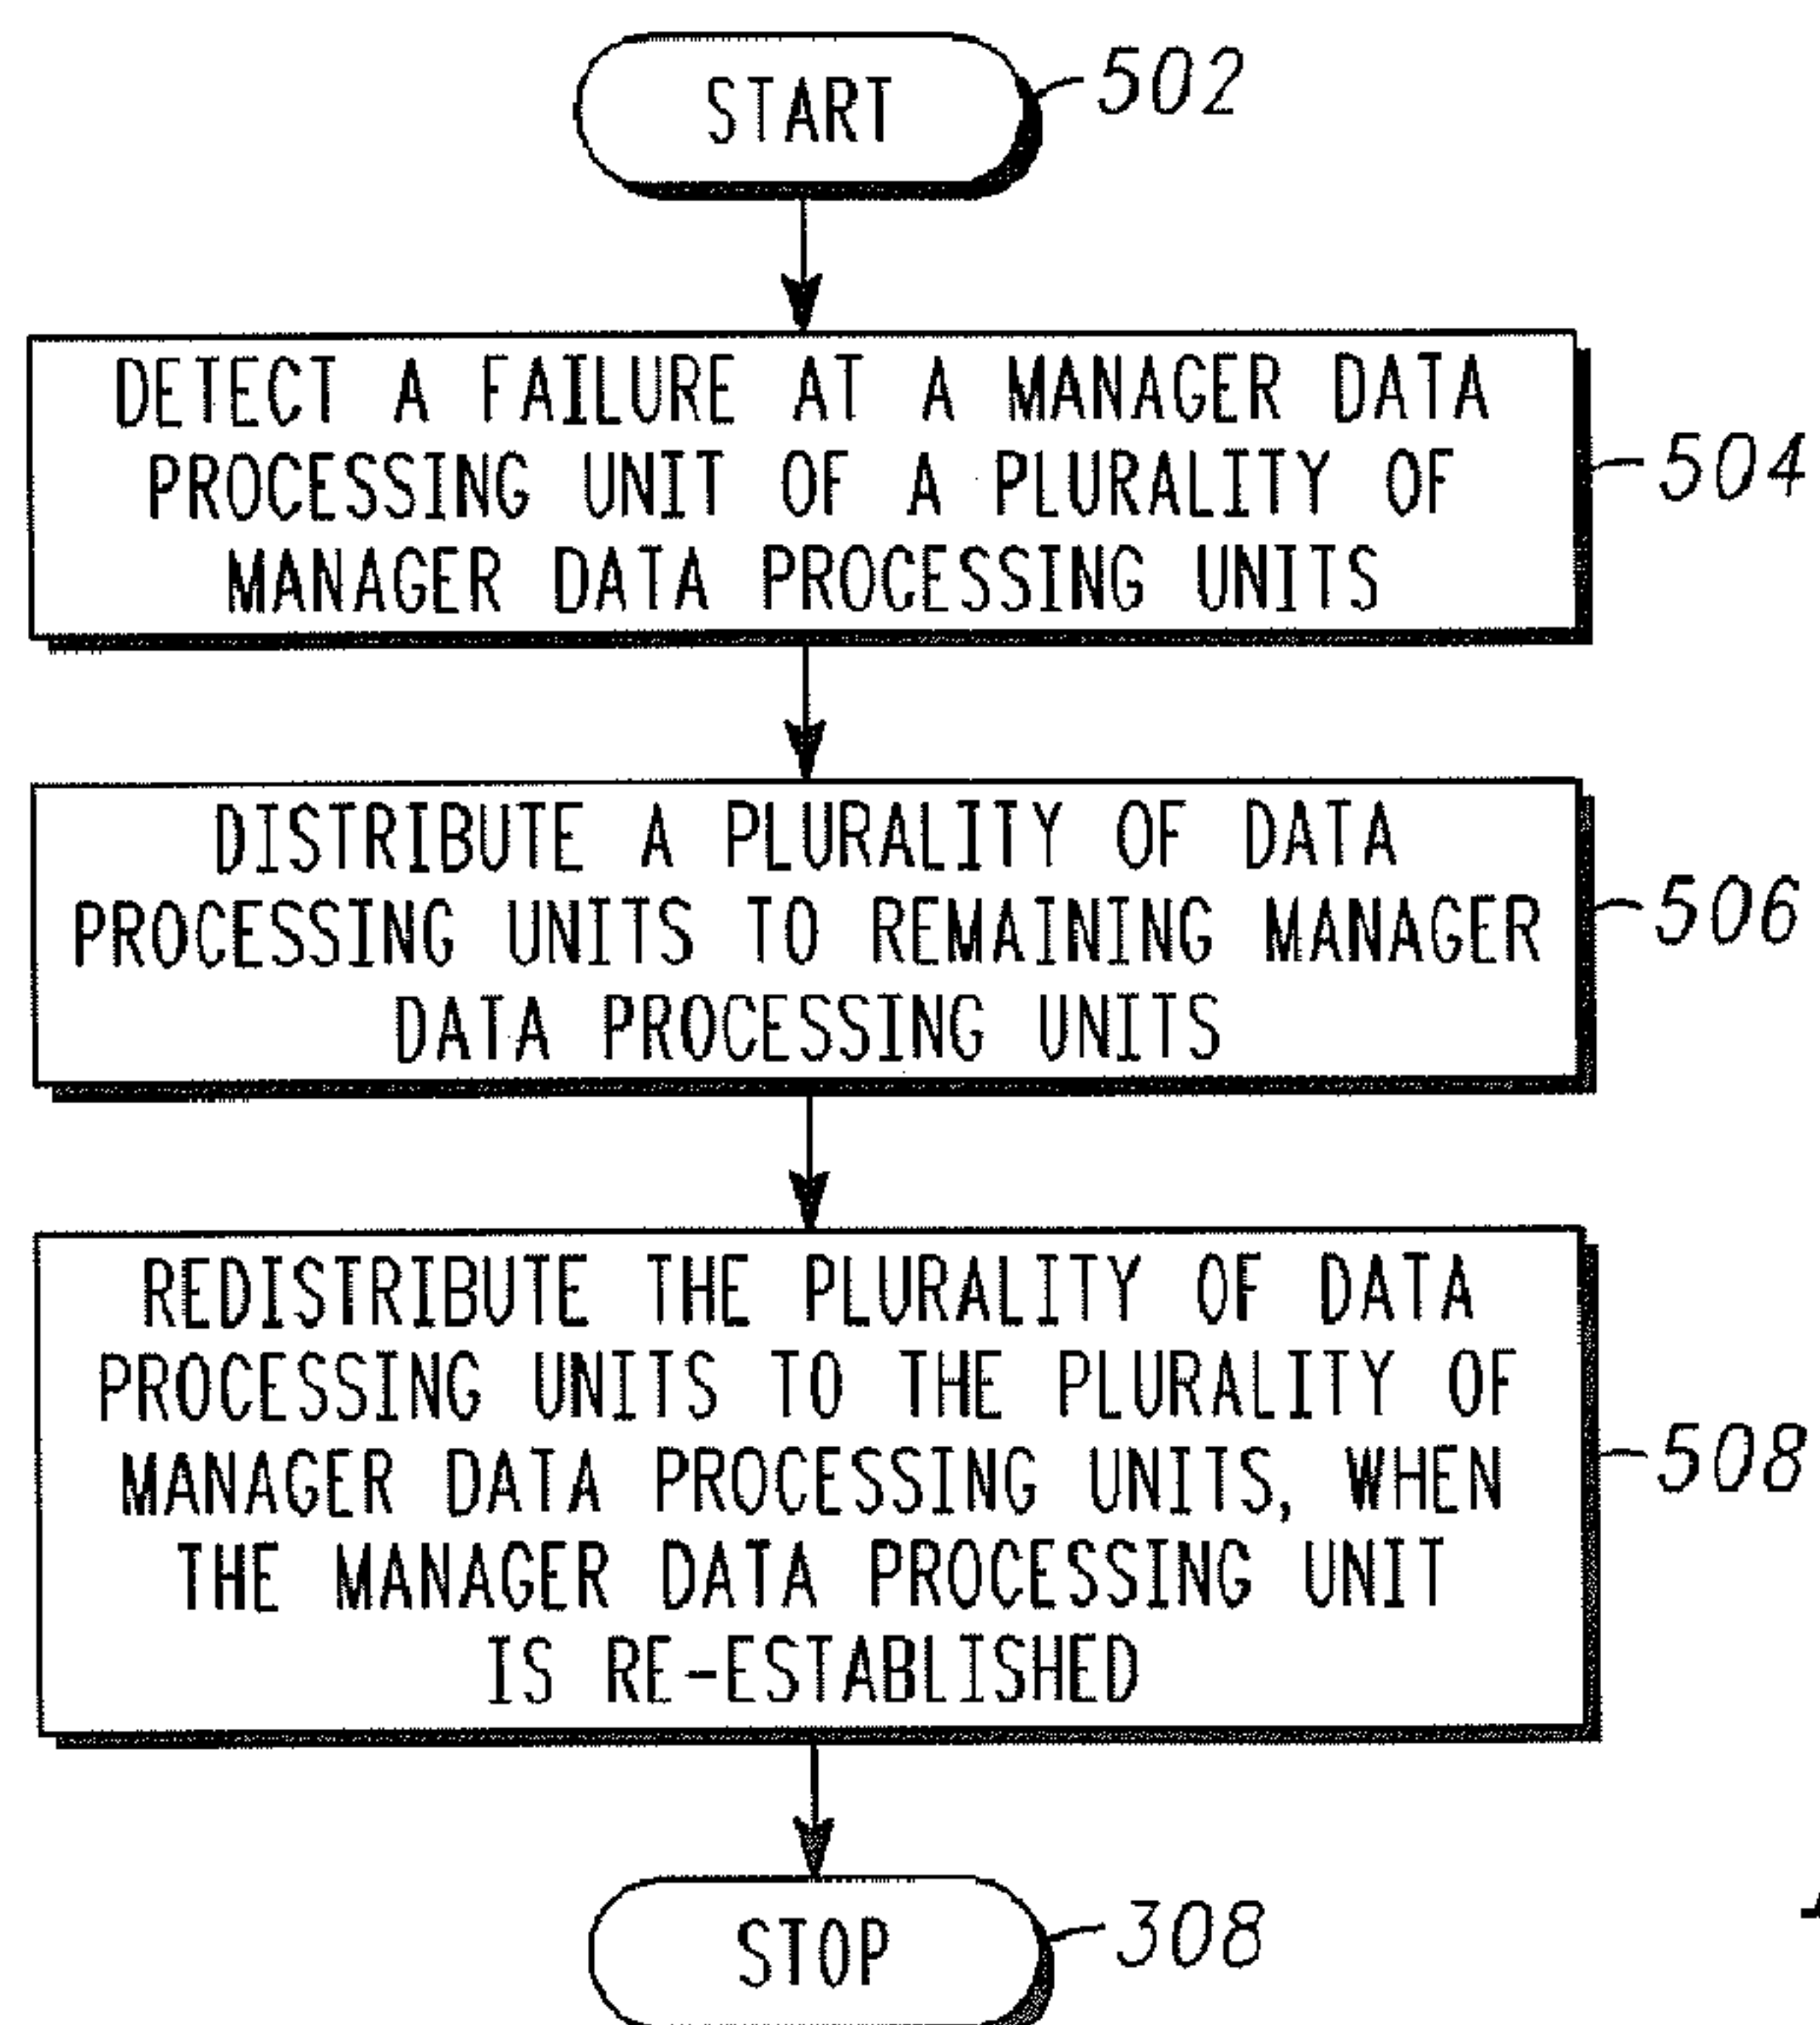 START
502
DETECT A FAILURE AT A MANAGER DATA
PROCESSING UNIT OF A PLURALITY OF
MANAGER DATA PROCESSING UNITS
504
DISTRIBUTE A PLURALITY OF DATA
PROCESSING UNITS TO REMAINING MANAGER
DATA PROCESSING UNITS
506
REDISTRIBUTE THE PLURALITY OF DATA
PROCESSING UNITS TO THE PLURALITY OF
MANAGER DATA PROCESSING UNITS, WHEN
THE MANAGER DATA PROCESSING UNIT
IS RE-ESTABLISHED
508
STOP
308